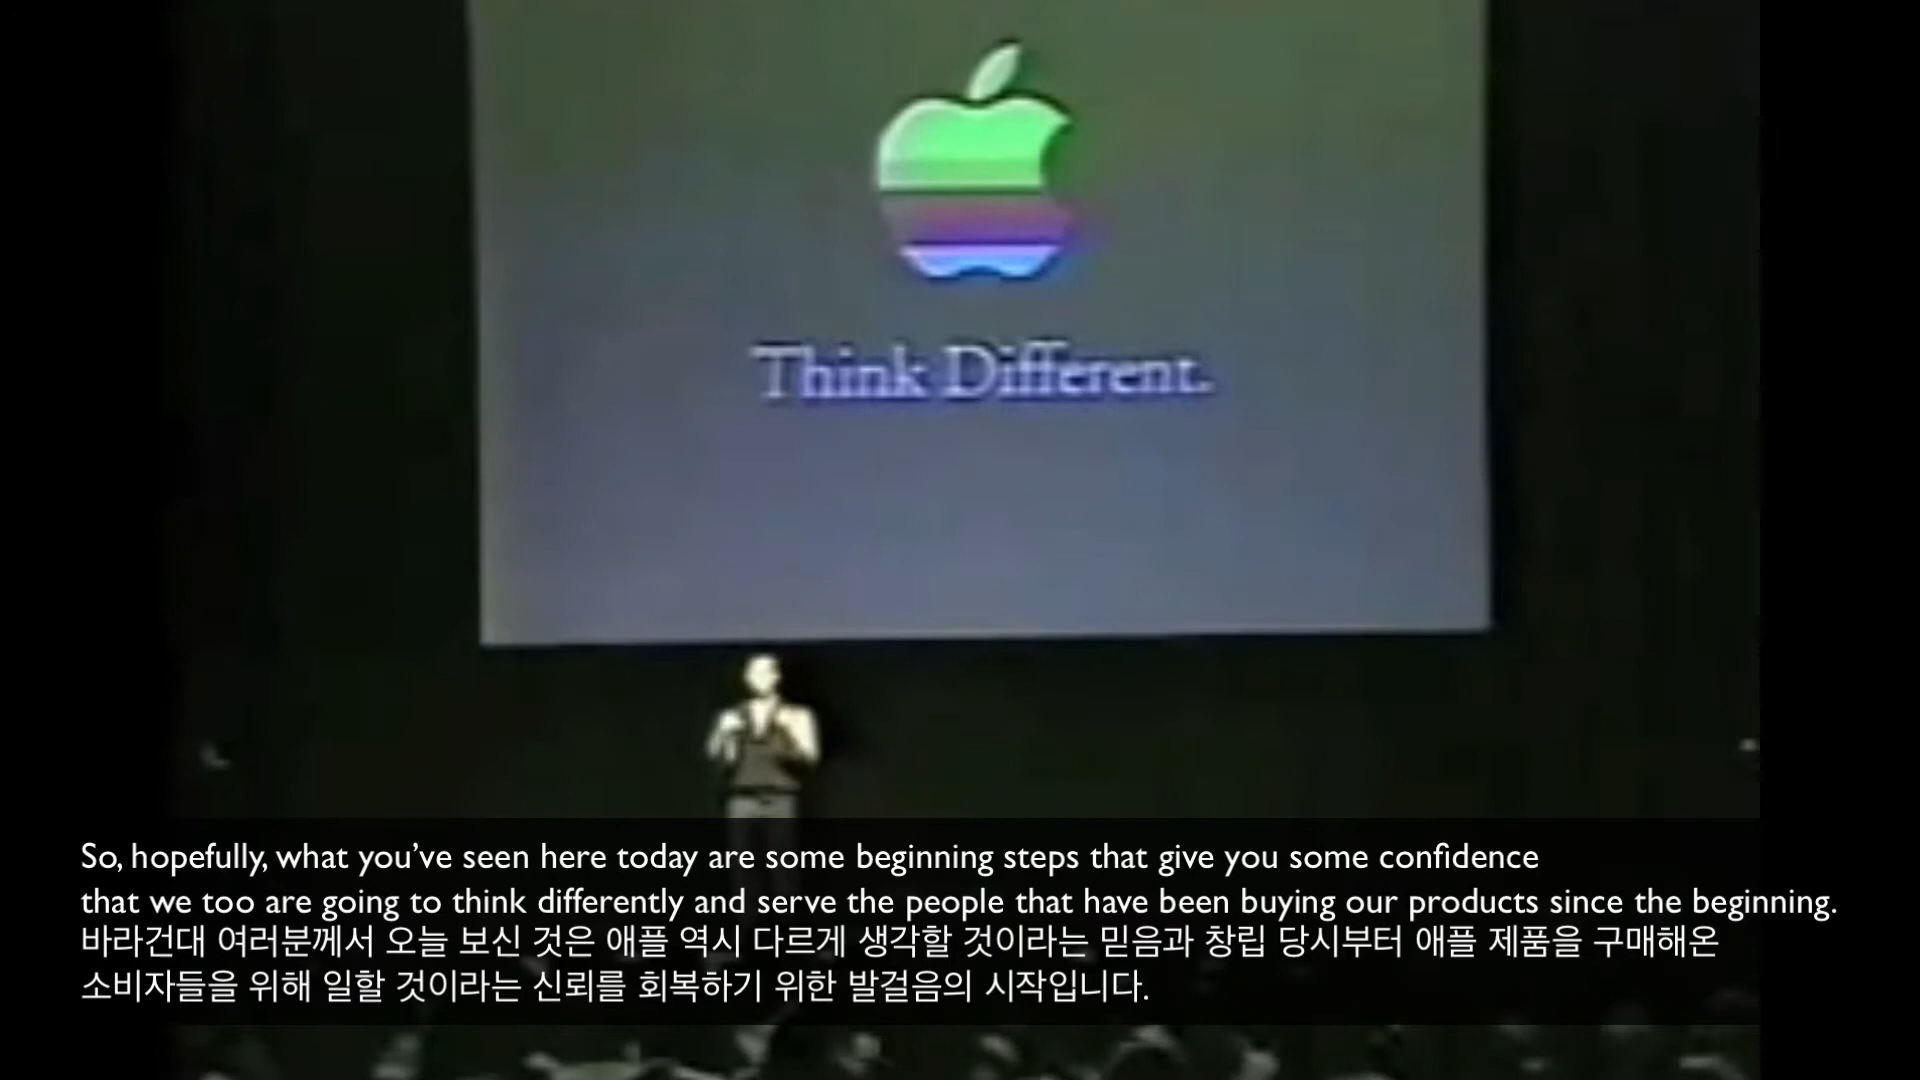 Think Different.
So, hopefully, what you've seen here today are some beginning steps that give you some confidence
that we too are going to think differently and serve the people that have been buying our products since the beginning.
바라건대 여러분께서 오늘 보신 것은 애플 역시 다르게 생각할 것이라는 믿음과 창립 당시부터 애플 제품을 구매해온
소비자들을 위해 일할 것이라는 신뢰를 회복하기 위한 발걸음의 시작입니다.